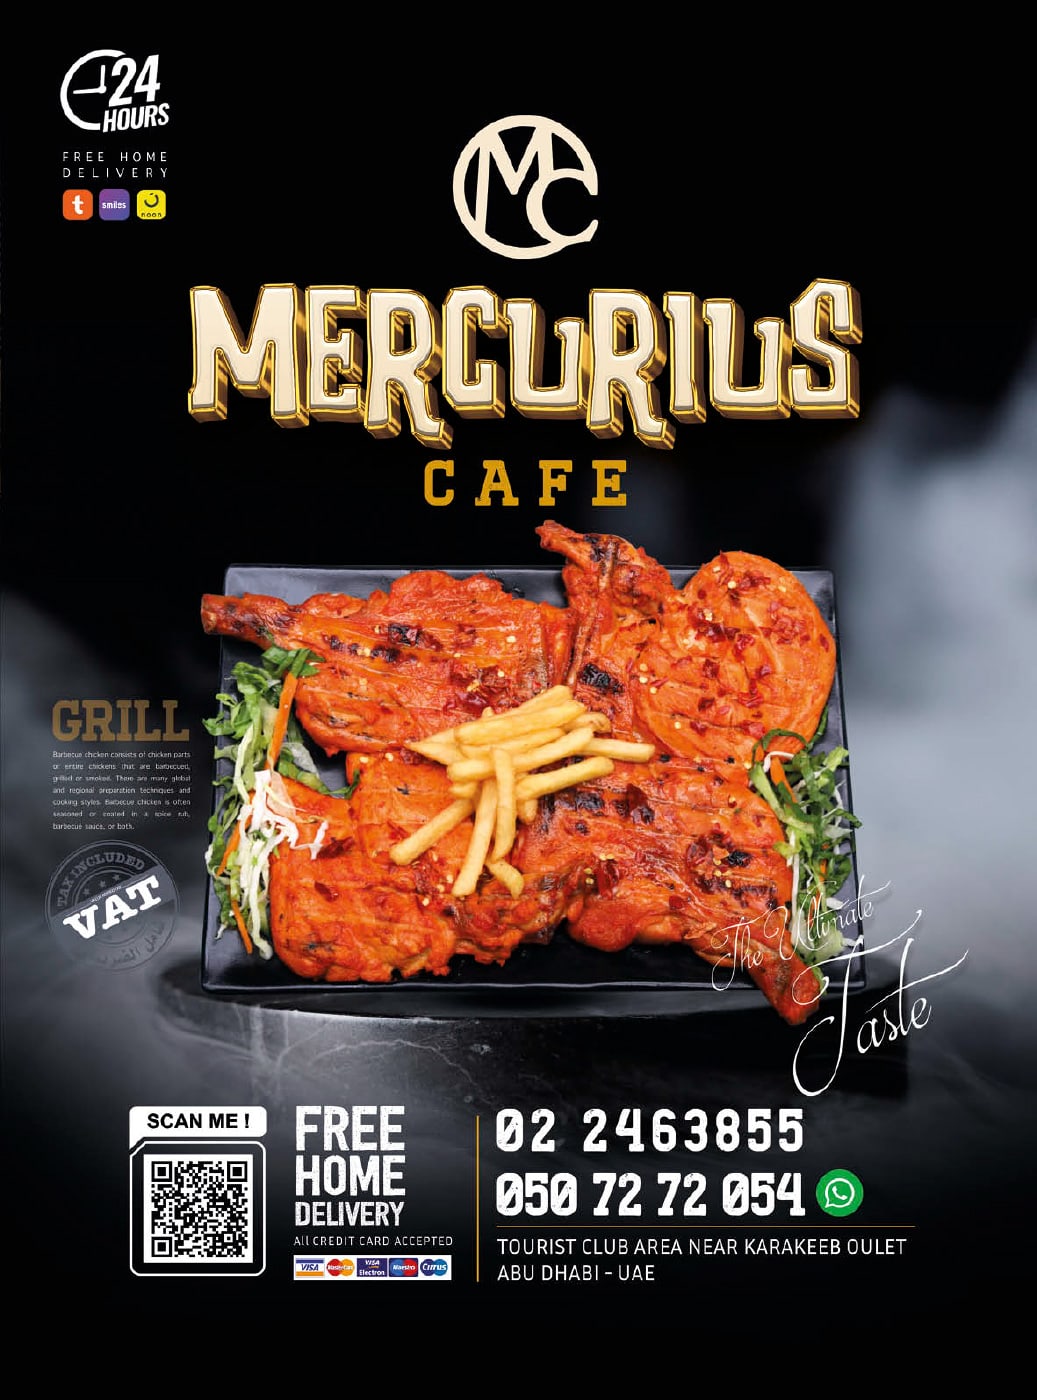 24
HOURS
FREE HOME
DELIVERY
t
smiles
noon
MC
MERCURIUS
CAFE
GRILL
Barbecue chicken consists of chicken parts
or entire chickens that are barbecued,
grilled or smoked. There are many global
and regional preparation techniques and
cooking styles. Barbecue chicken is often
seasoned or coated in a spice rub,
barbecue sauce, or both.
TAX INCLUDED
VAT
The Ultimate
Taste
SCAN ME !
FREE
HOME
DELIVERY
All CREDIT CARD ACCEPTED
VISA
MasterCard
VISA
Electron
Maestro
Cirrus
02 2463855
050 72 72 054
TOURIST CLUB AREA NEAR KARAKEEB OULET
ABU DHABI - UAE